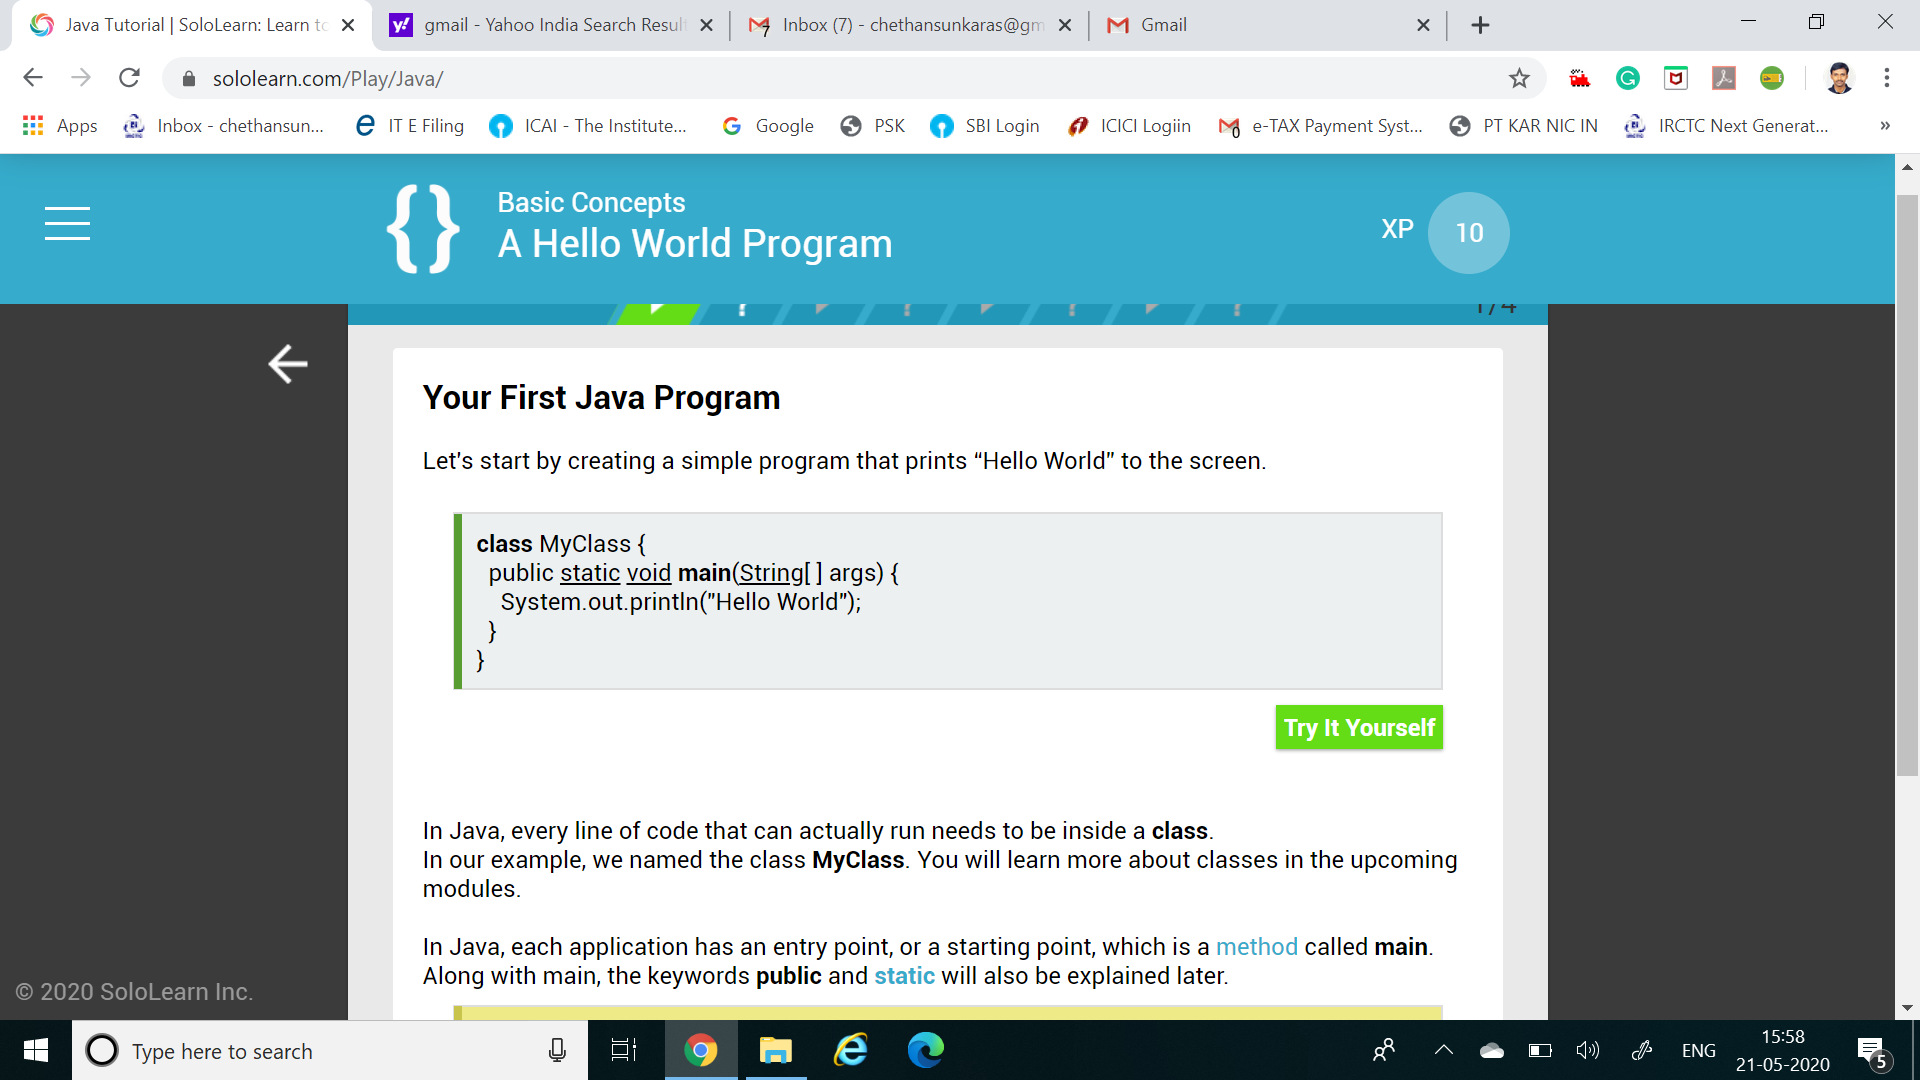 Java Tutorial | SoloLearn: Learn to
gmail - Yahoo India Search Result
Inbox (7) - chethansunkaras@gm
Gmail
sololearn.com/Play/Java/
Apps
Inbox - chethansun...
IT E Filing
ICAI - The Institute...
Google
PSK
SBI Login
ICICI Logiin
e-TAX Payment Syst...
PT KAR NIC IN
IRCTC Next Generat...
»
Basic Concepts
A Hello World Program
XP 10
1/4
Your First Java Program
Let's start by creating a simple program that prints “Hello World” to the screen.
class MyClass {
public static void main(String[ ] args) {
System.out.println("Hello World");
}
}
Try It Yourself
In Java, every line of code that can actually run needs to be inside a class.
In our example, we named the class MyClass. You will learn more about classes in the upcoming
modules.
In Java, each application has an entry point, or a starting point, which is a method called main.
Along with main, the keywords public and static will also be explained later.
© 2020 SoloLearn Inc.
Type here to search
ENG
15:58
21-05-2020
5